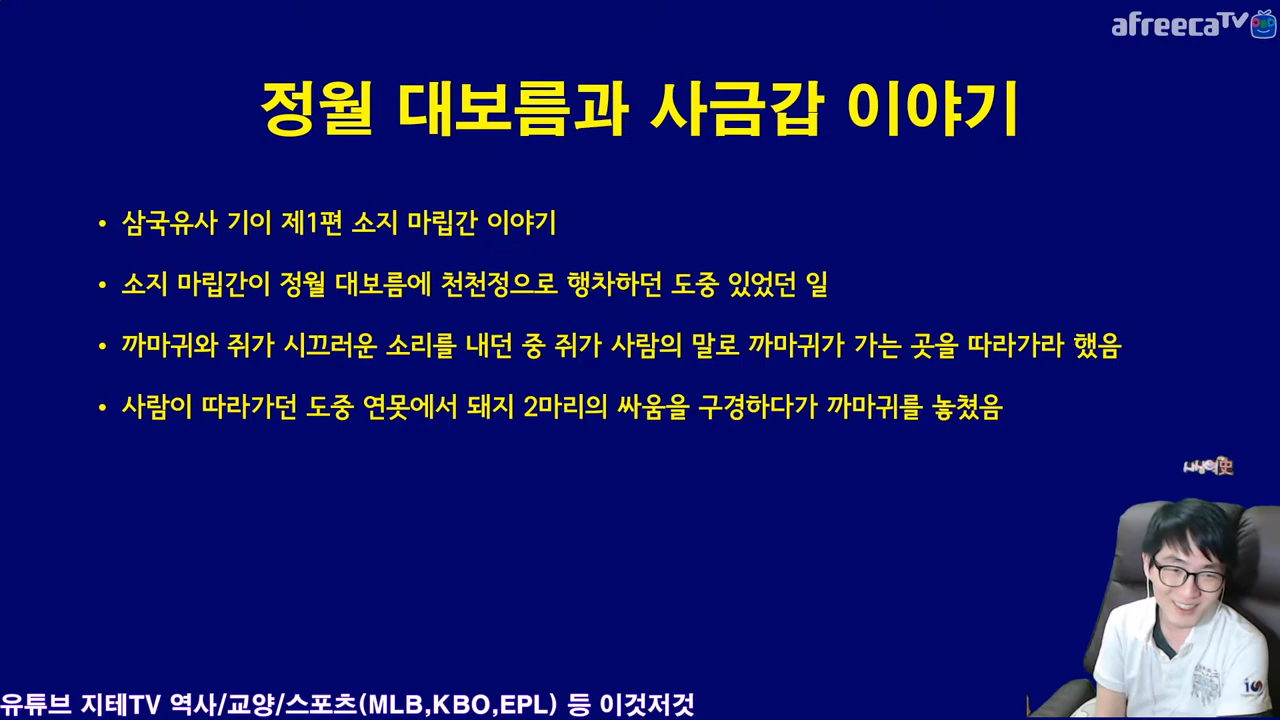 afreecaTV
정월 대보름과 사금갑 이야기
• 삼국유사 기이 제1편 소지 마립간 이야기
• 소지 마립간이 정월 대보름에 천천정으로 행차하던 도중 있었던 일
• 까마귀와 쥐가 시끄러운 소리를 내던 중 쥐가 사람의 말로 까마귀가 가는 곳을 따라가라 했음
• 사람이 따라가던 도중 연못에서 돼지 2마리의 싸움을 구경하다가 까마귀를 놓쳤음
유튜브 지테TV 역사/교양/스포츠(MLB,KBO,EPL) 등 이것저것